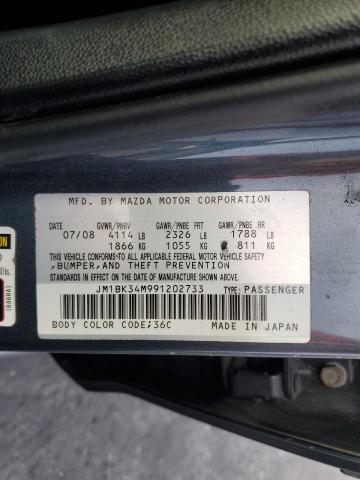 MFD. BY MAZDA MOTOR CORPORATION
DATE GVWR/PNBV GAWR/PNBE FRT GAWR/PNBE RR
07/08 4114 LB 2326 LB 1788 LB
1866 KG 1055 KG 811 KG
THIS VEHICLE CONFORMS TO ALL APPLICABLE FEDERAL MOTOR VEHICLE SAFETY
,BUMPER,AND THEFT PREVENTION
STANDARDS IN EFFECT ON THE DATE OF MANUFACTURE SHOWN ABOVE.
JM1BK34M991202733 TYPE:PASSENGER
BODY COLOR CODE;36C MADE IN JAPAN
(BA6RA)